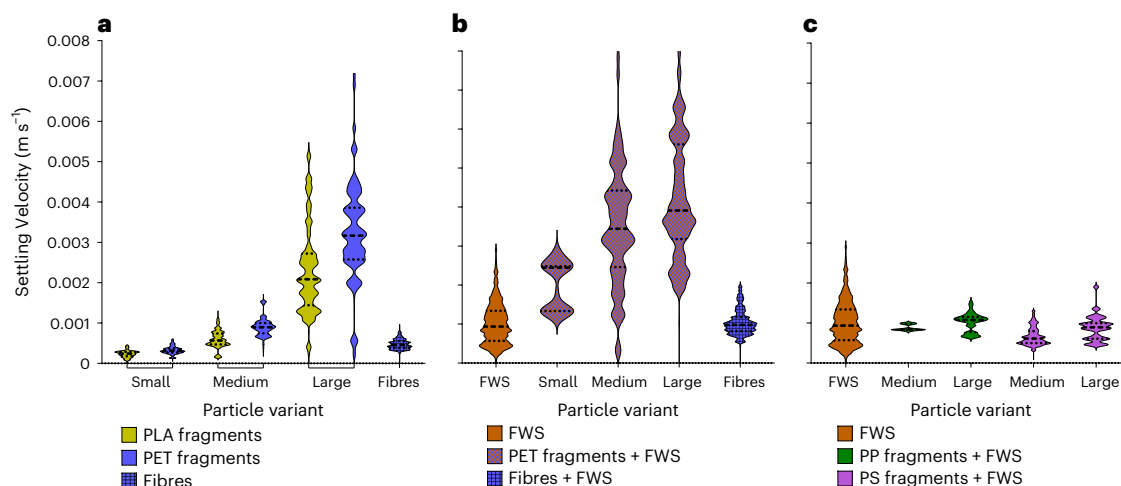 a
b
c
0.008
0.007
0.006
0.005
0.004
0.003
0.002
0.001
0
Settling Velocity (m s⁻¹)
Small Medium Large Fibres
Particle variant
PLA fragments
PET fragments
Fibres
FWS Small Medium Large Fibres
Particle variant
FWS
PET fragments + FWS
Fibres + FWS
FWS Medium Large Medium Large
Particle variant
FWS
PP fragments + FWS
PS fragments + FWS